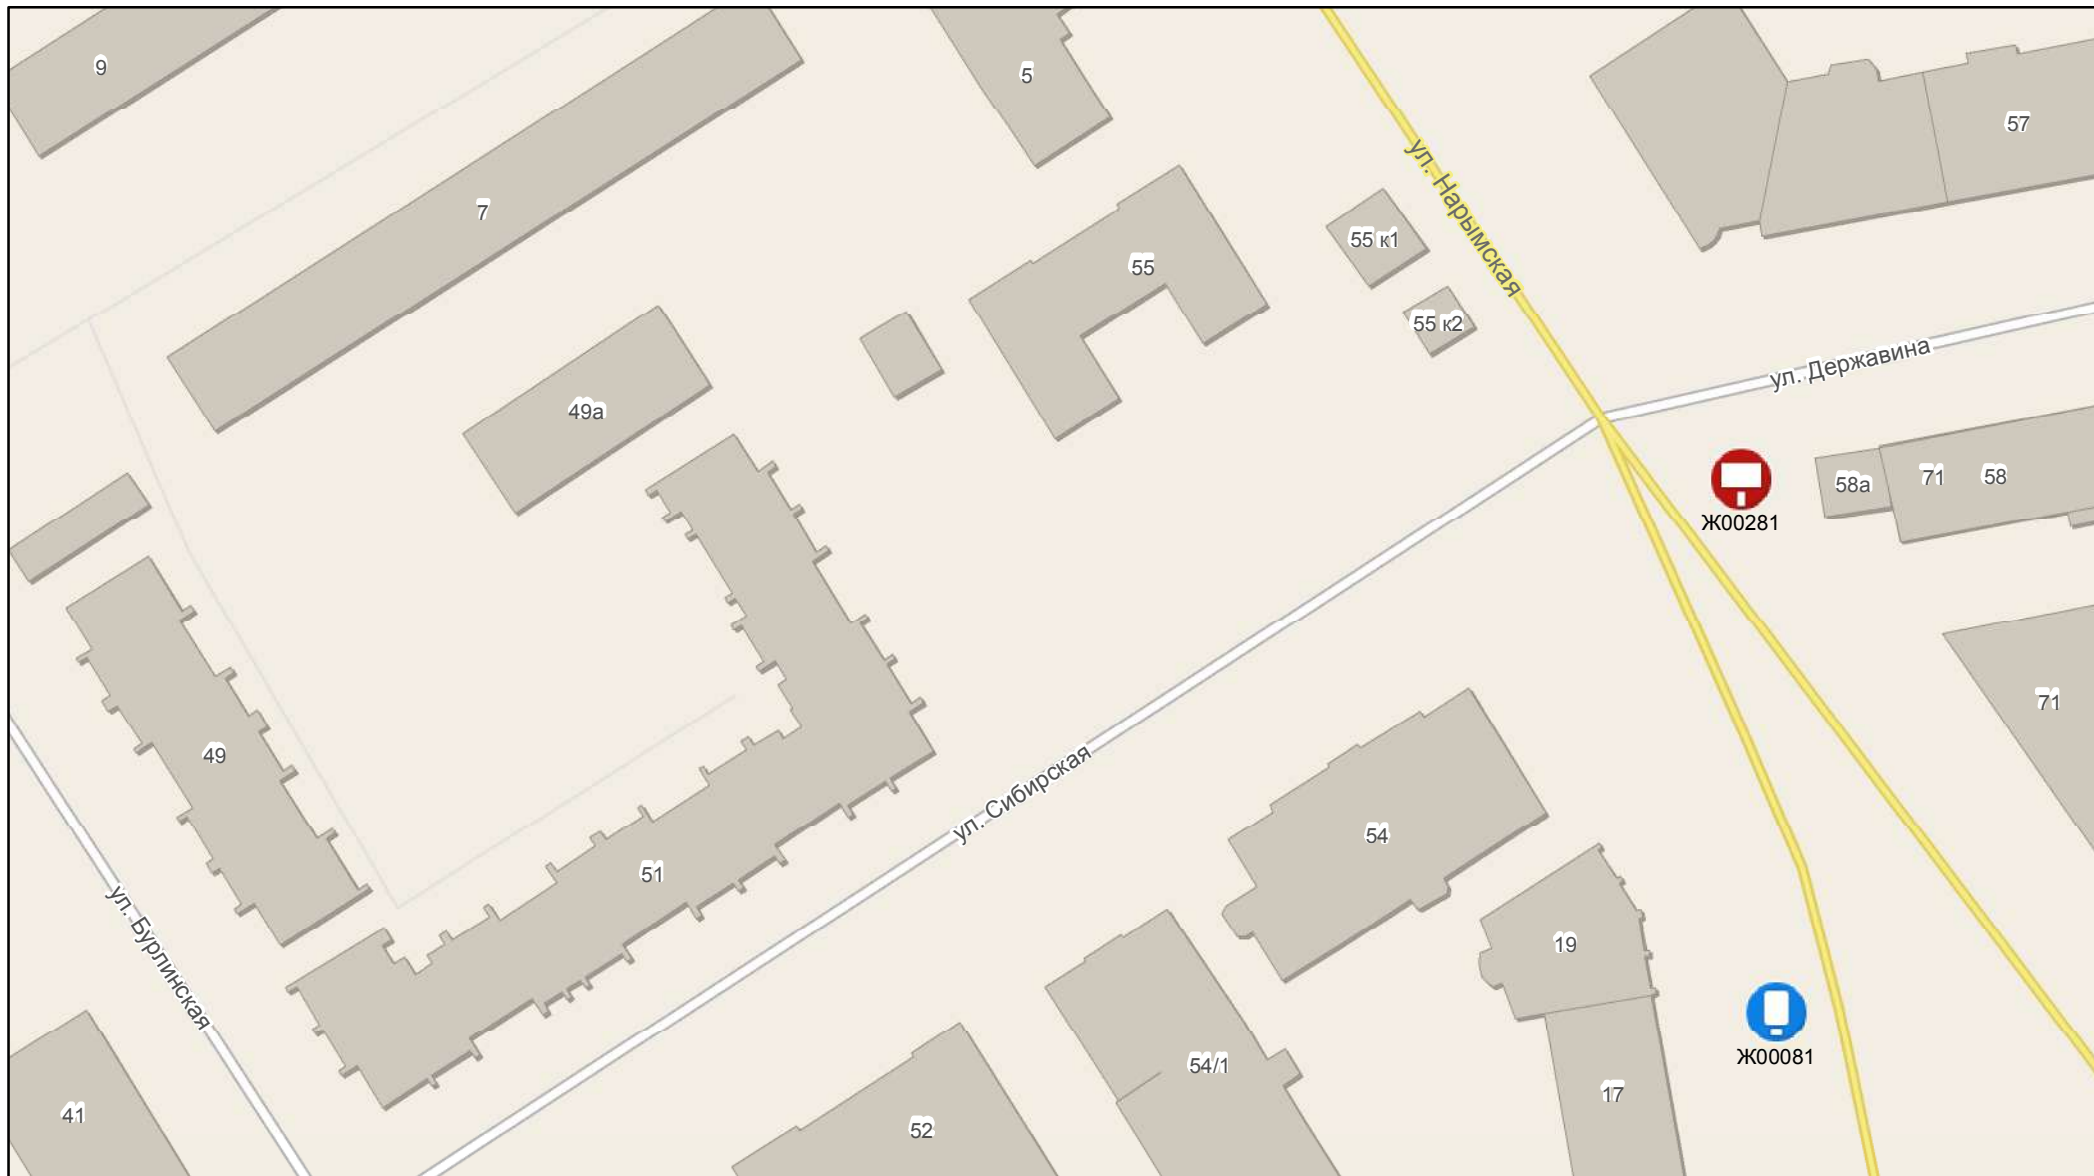 9
5
57
7
ул. Нарымская
55 к1
55
55 к2
ул. Державина
49а
58а
71
58
Ж00281
71
49
ул. Сибирская
54
51
19
ул. Бурлинская
Ж00081
54/1
17
41
52